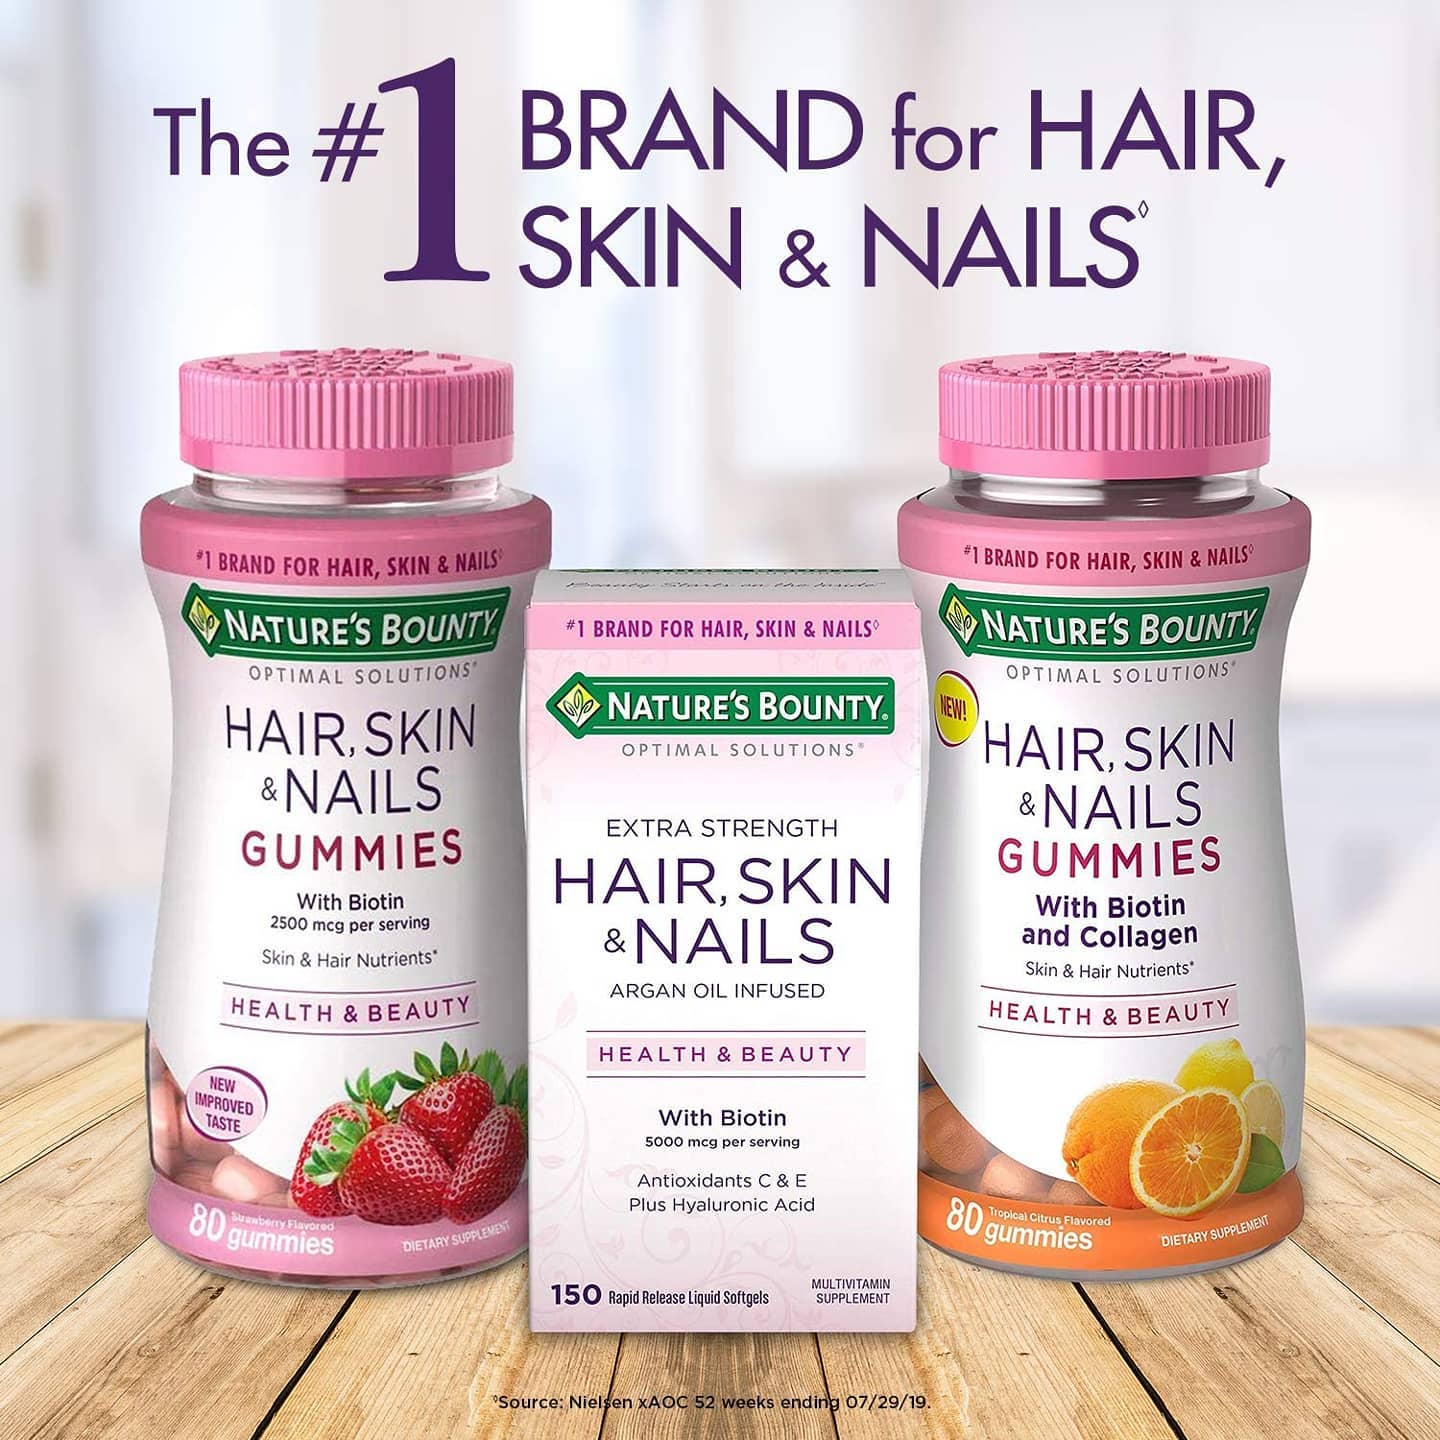 The #1 BRAND for HAIR,
SKIN & NAILS◊
#1 BRAND FOR HAIR, SKIN & NAILS◊
NATURE'S BOUNTY®
OPTIMAL SOLUTIONS®
HAIR, SKIN
& NAILS
GUMMIES
With Biotin
2500 mcg per serving
Skin & Hair Nutrients*
HEALTH & BEAUTY
NEW
IMPROVED
TASTE
80 Strawberry Flavored
gummies
DIETARY SUPPLEMENT
Beauty Starts on the Inside
#1 BRAND FOR HAIR, SKIN & NAILS◊
NATURE'S BOUNTY®
OPTIMAL SOLUTIONS®
EXTRA STRENGTH
HAIR, SKIN
& NAILS
ARGAN OIL INFUSED
HEALTH & BEAUTY
With Biotin
5000 mcg per serving
Antioxidants C & E
Plus Hyaluronic Acid
150 Rapid Release Liquid Softgels
MULTIVITAMIN
SUPPLEMENT
#1 BRAND FOR HAIR, SKIN & NAILS◊
NATURE'S BOUNTY®
OPTIMAL SOLUTIONS®
NEW!
HAIR, SKIN
& NAILS
GUMMIES
With Biotin
and Collagen
Skin & Hair Nutrients*
HEALTH & BEAUTY
80 Tropical Citrus Flavored
gummies
DIETARY SUPPLEMENT
◊Source: Nielsen xAOC 52 weeks ending 07/29/19.